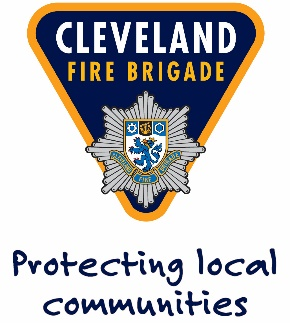 CLEVELAND
FIRE BRIGADE
Protecting local
communities